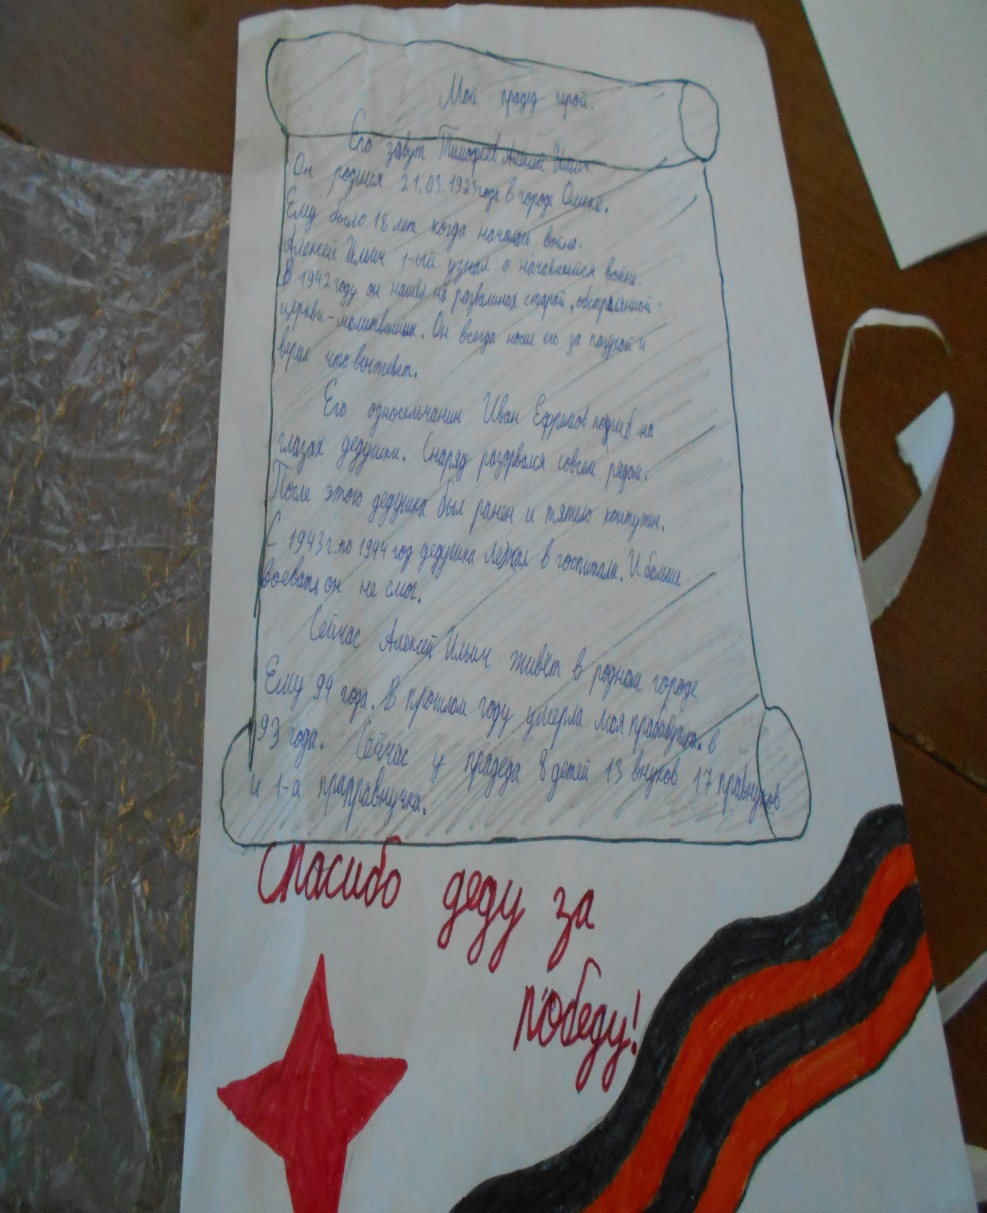 Мой прадед- герой.
Его зовут Тимофеев Алексей Ильич.
Он родился 21.03.1923года в городе Омске.
Ему было 18 лет когда началась война.
Алексей Ильич 1-ый узнал о начавшейся войне.
В 1942 году он нашёл на развалинах старой, обстрелянной
церкви-молитвенник. Он всегда носил его за пазухой и
верил что выживет.
Его односельчанин Иван Ефремов погиб на
глазах дедушки. Снаряд разорвался совсем рядом.
После этого дедушка был ранен и тяжело контужен.
С 1943г.по 1944 год дедушка лежал в госпитале. И больше
воевать он не смог.
Сейчас Алексей Ильич живёт в родном городе
Ему 94 года. В прошлом году умерла моя прабабушка. в
93 года. Сейчас у прадеда 8 детей 13 внуков 17 правнуков
и 1-а праправнучка.
Спасибо деду за
победу!